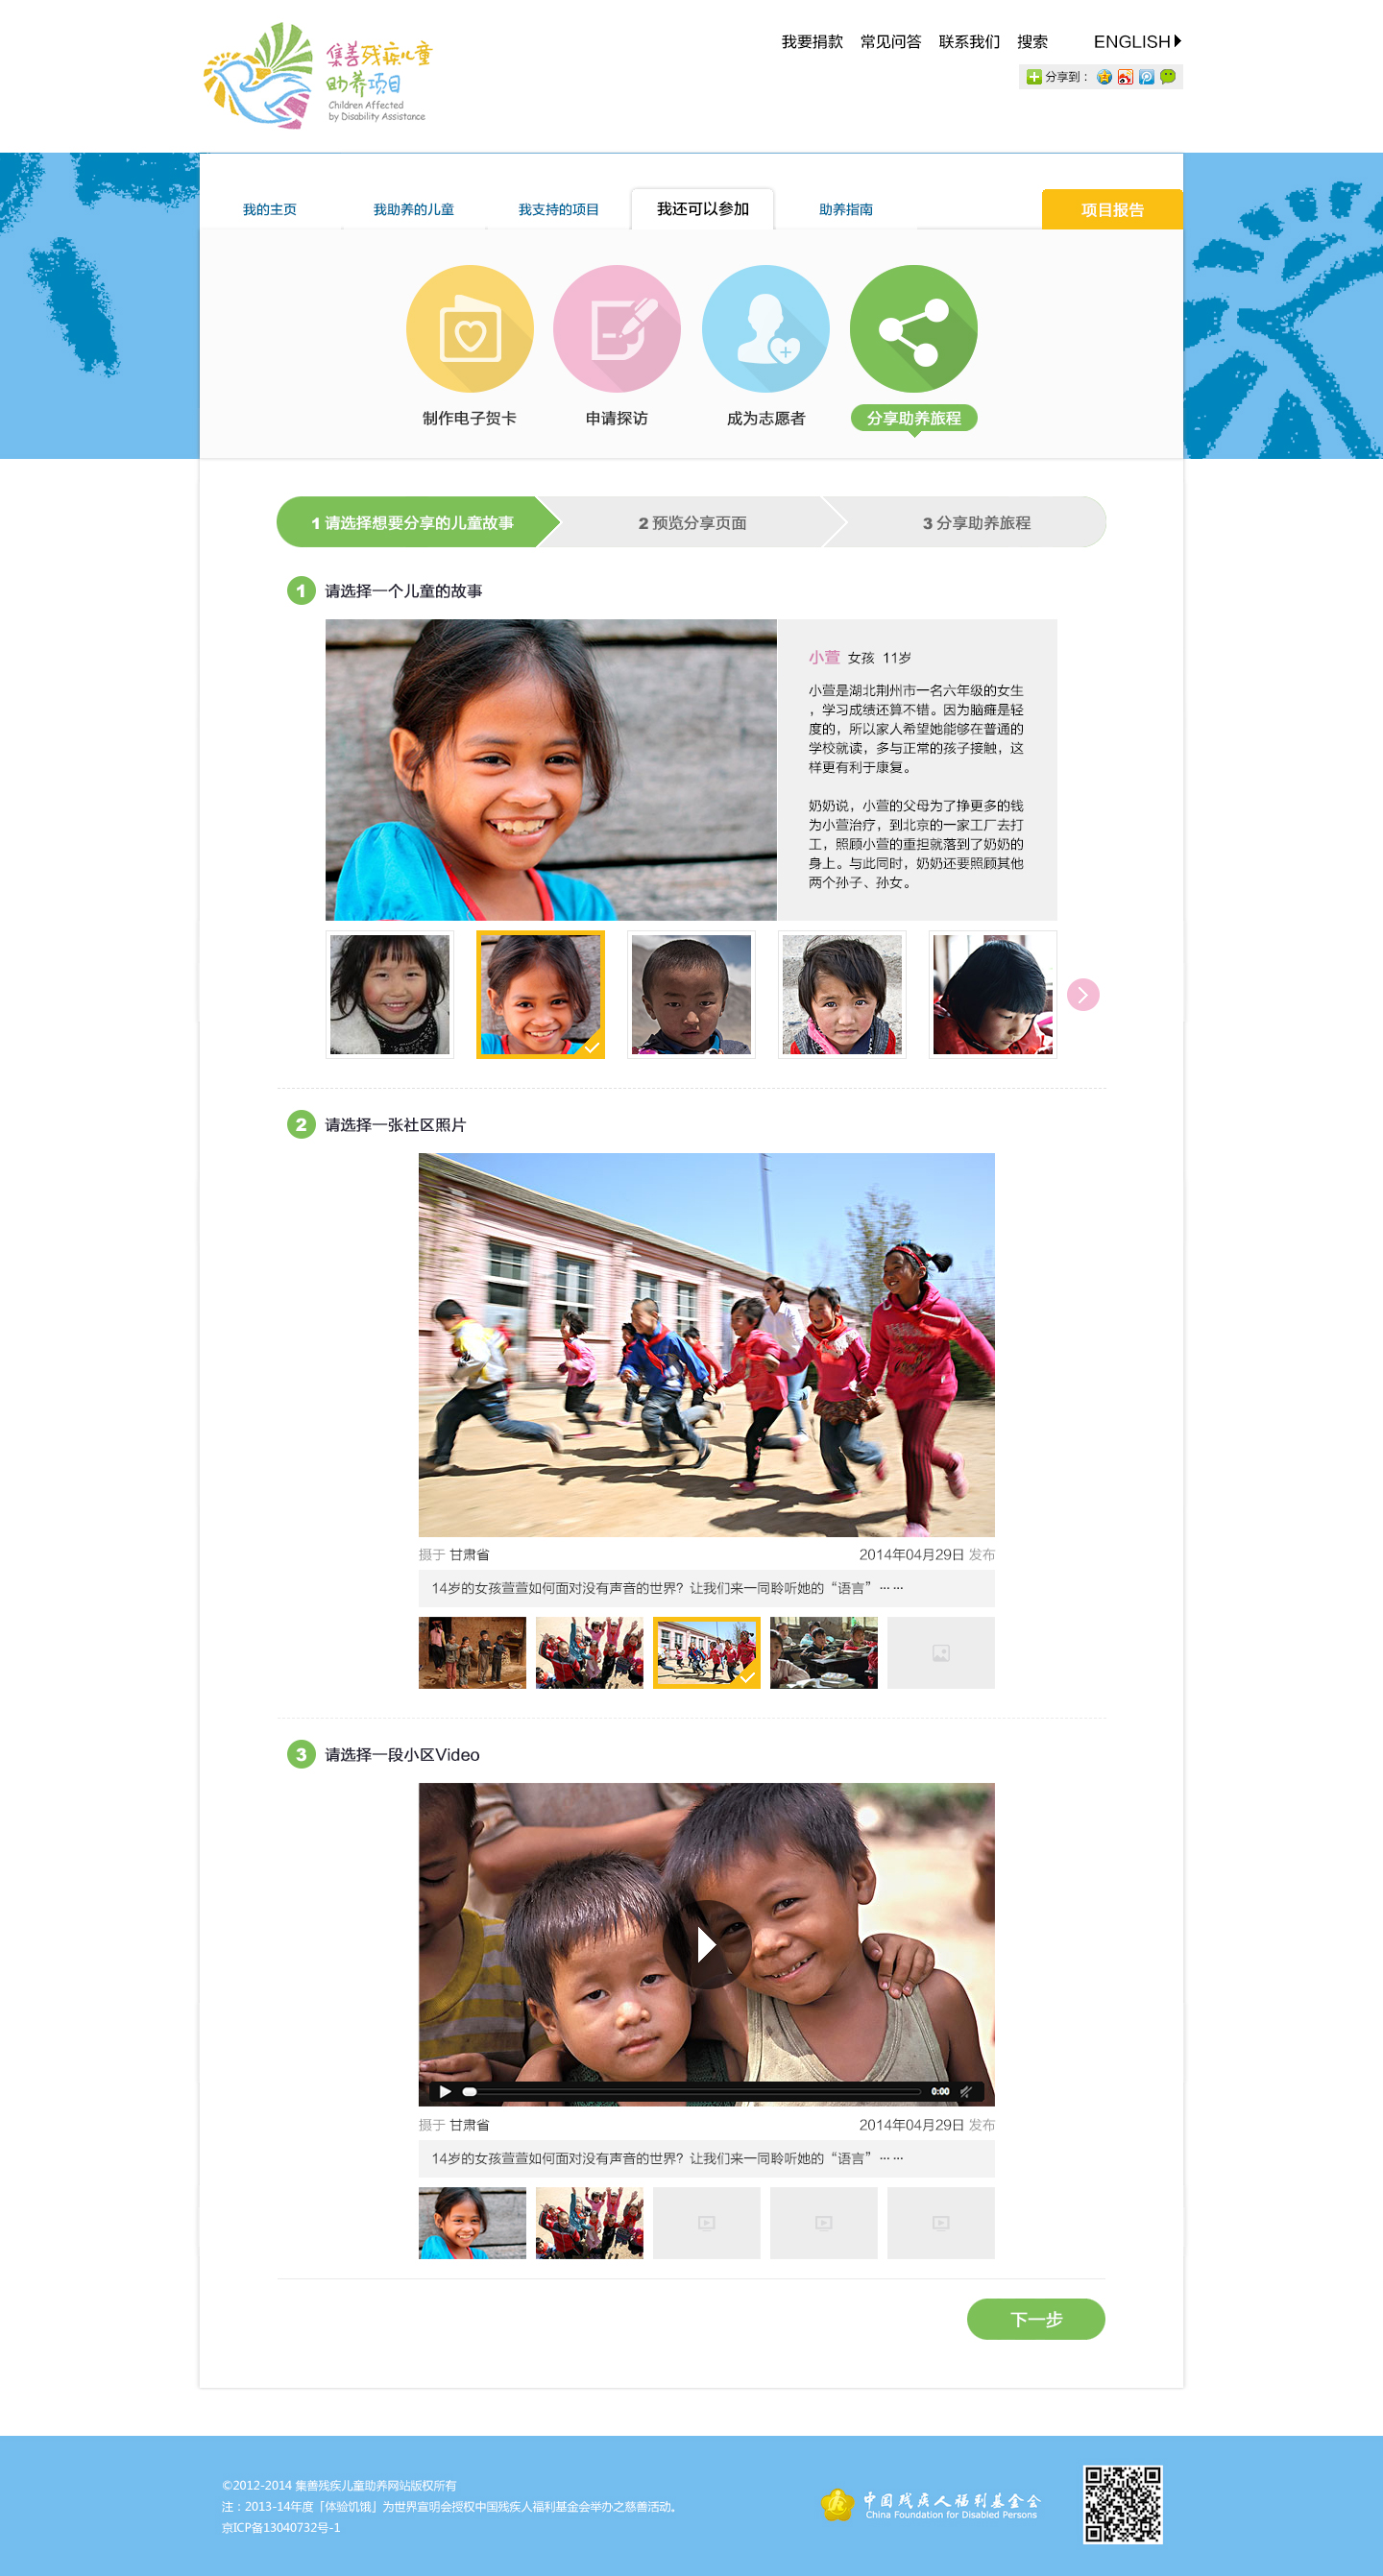 集善残疾儿童
助养项目
Children Affected
by Disability Assistance
我要捐款 常见问答 联系我们 搜索 ENGLISH
分享到：
我的主页 我助养的儿童 我支持的项目 我还可以参加 助养指南 项目报告
制作电子贺卡 申请探访 成为志愿者 分享助养旅程
1 请选择想要分享的儿童故事 2 预览分享页面 3 分享助养旅程
1 请选择一个儿童的故事
小萱 女孩 11岁
小萱是湖北荆州市一名六年级的女生
，学习成绩还算不错。因为脑瘫是轻
度的，所以家人希望她能够在普通的
学校就读，多与正常的孩子接触，这
样更有利于康复。
奶奶说，小萱的父母为了挣更多的钱
为小萱治疗，到北京的一家工厂去打
工，照顾小萱的重担就落到了奶奶的
身上。与此同时，奶奶还要照顾其他
两个孙子、孙女。
2 请选择一张社区照片
摄于 甘肃省 2014年04月29日 发布
14岁的女孩萱萱如何面对没有声音的世界？让我们来一同聆听她的“语言”……
3 请选择一段小区Video
0:00
摄于 甘肃省 2014年04月29日 发布
14岁的女孩萱萱如何面对没有声音的世界？让我们来一同聆听她的“语言”……
下一步
©2012-2014 集善残疾儿童助养网站版权所有
注：2013-14年度「体验饥饿」为世界宣明会授权中国残疾人福利基金会举办之慈善活动。
京ICP备13040732号-1
中国残疾人福利基金会
China Foundation for Disabled Persons